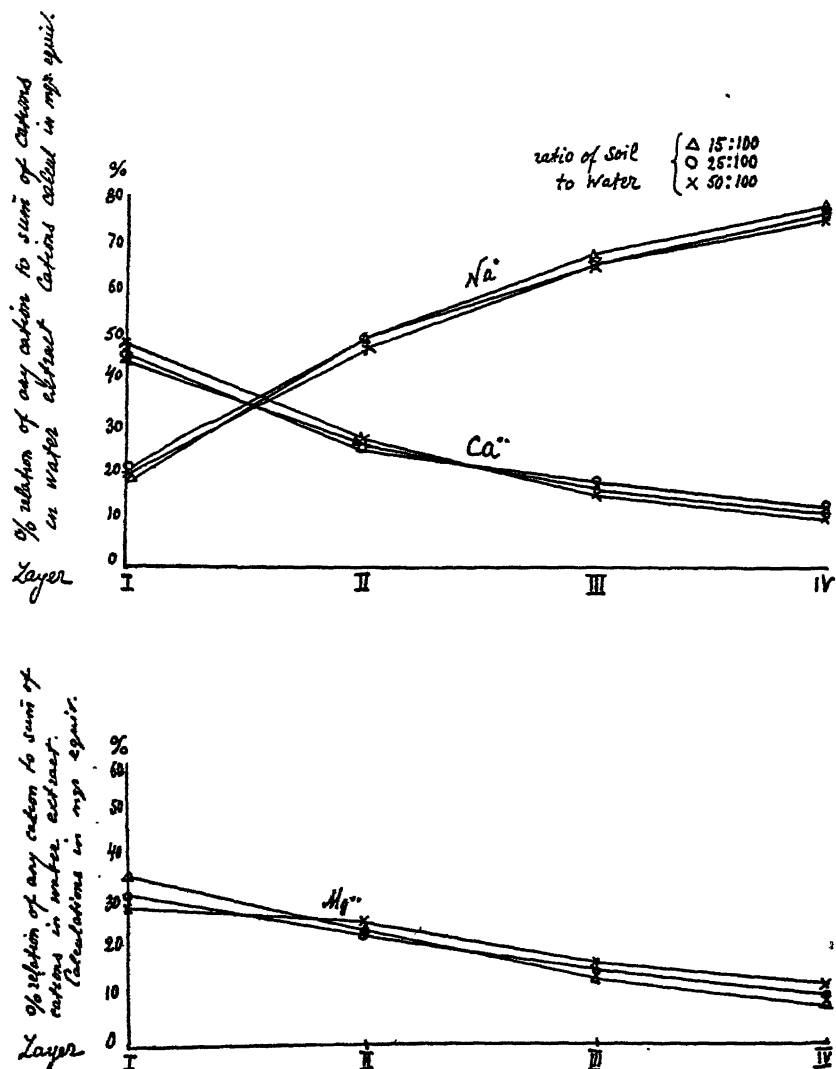 % relation of any cation to sum of cations
in water extract Cations calcul in mgr. equiv.
ratio of soil
to water
△ 15:100
○ 25:100
× 50:100
%
80
70
60
50
40
30
20
10
0
Na˙
Ca¨
Layer I II III IV
% relation of any cation to sum of
cations in water extract.
Calculations in mgr equiv.
%
60
50
40
30
20
10
0
Mg¨
Layer I II III IV